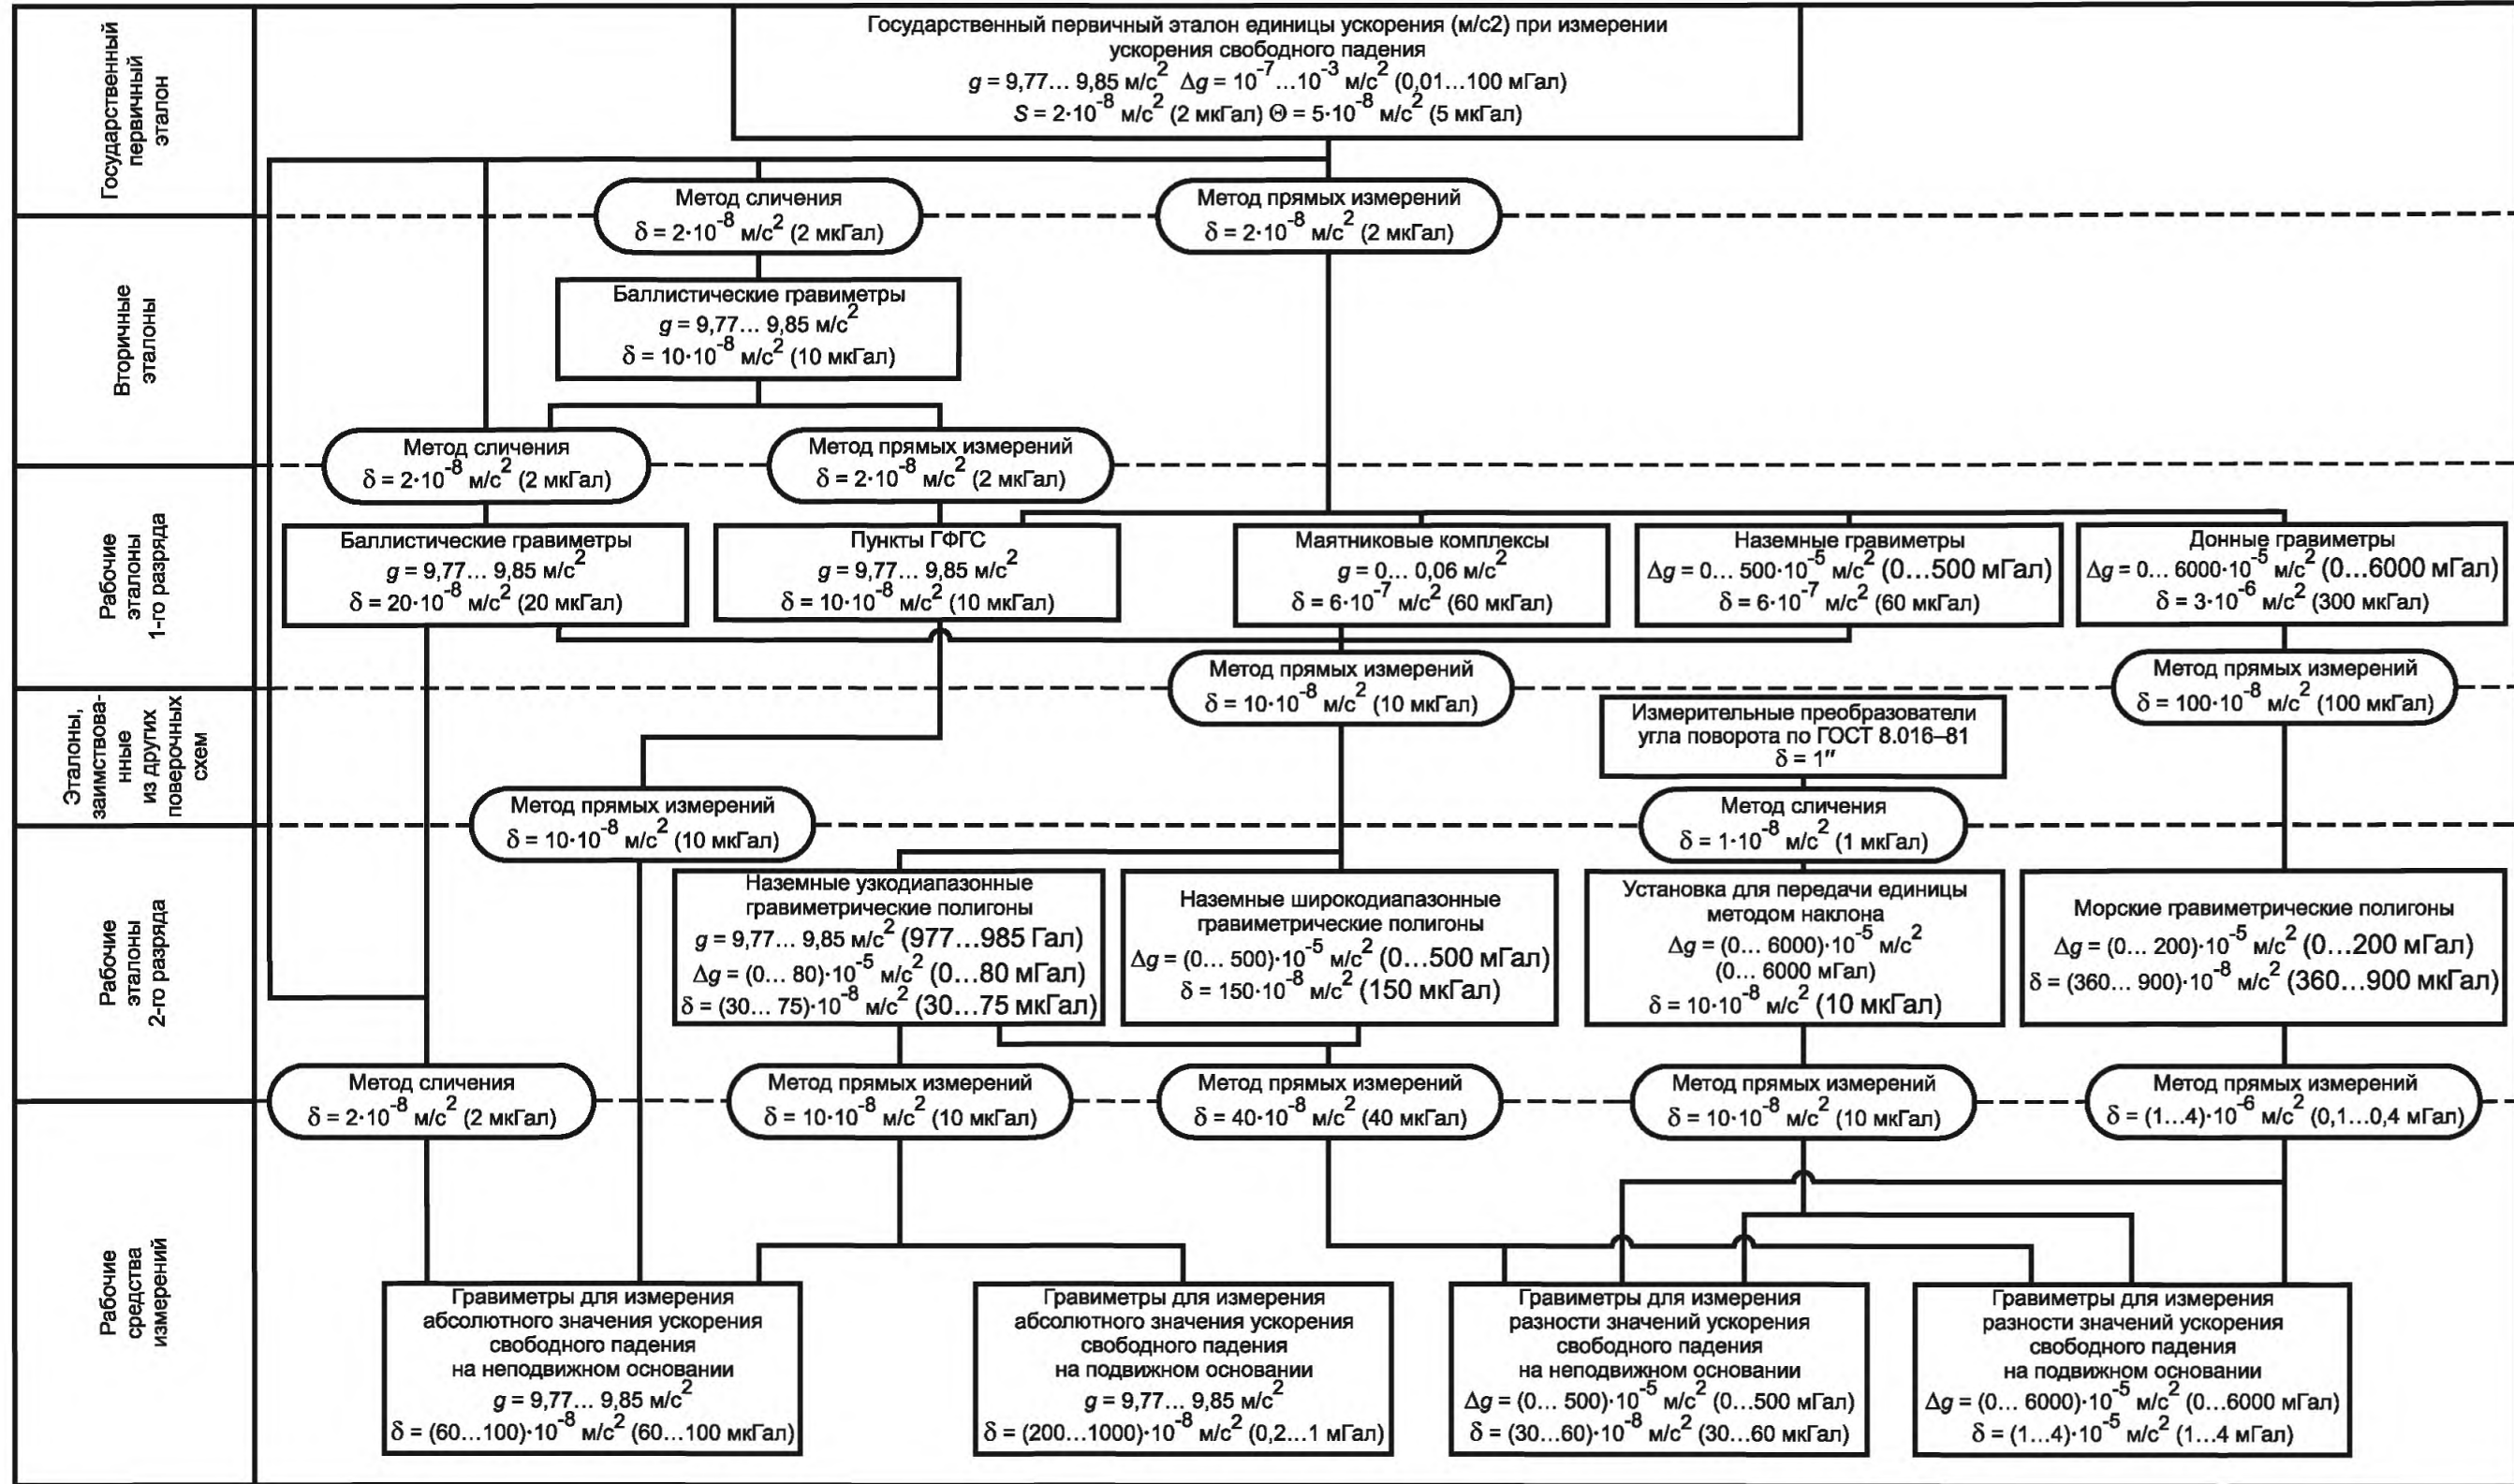 Государственный
первичный
эталон
Государственный первичный эталон единицы ускорения (м/с2) при измерении
ускорения свободного падения
g = 9,77... 9,85 м/с² Δg = 10⁻⁷...10⁻³ м/с² (0,01...100 мГал)
S = 2·10⁻⁸ м/с² (2 мкГал) Θ = 5·10⁻⁸ м/с² (5 мкГал)
Метод сличения
δ = 2·10⁻⁸ м/с² (2 мкГал)
Метод прямых измерений
δ = 2·10⁻⁸ м/с² (2 мкГал)
Вторичные
эталоны
Баллистические гравиметры
g = 9,77... 9,85 м/с²
δ = 10·10⁻⁸ м/с² (10 мкГал)
Метод сличения
δ = 2·10⁻⁸ м/с² (2 мкГал)
Метод прямых измерений
δ = 2·10⁻⁸ м/с² (2 мкГал)
Рабочие
эталоны
1-го разряда
Баллистические гравиметры
g = 9,77... 9,85 м/с²
δ = 20·10⁻⁸ м/с² (20 мкГал)
Пункты ГФГС
g = 9,77... 9,85 м/с²
δ = 10·10⁻⁸ м/с² (10 мкГал)
Маятниковые комплексы
g = 0... 0,06 м/с²
δ = 6·10⁻⁷ м/с² (60 мкГал)
Наземные гравиметры
Δg = 0... 500·10⁻⁵ м/с² (0...500 мГал)
δ = 6·10⁻⁷ м/с² (60 мкГал)
Донные гравиметры
Δg = 0... 6000·10⁻⁵ м/с² (0...6000 мГал)
δ = 3·10⁻⁶ м/с² (300 мкГал)
Метод прямых измерений
δ = 10·10⁻⁸ м/с² (10 мкГал)
Метод прямых измерений
δ = 100·10⁻⁸ м/с² (100 мкГал)
Эталоны,
заимствова-
нные
из других
поверочных
схем
Измерительные преобразователи
угла поворота по ГОСТ 8.016–81
δ = 1″
Метод прямых измерений
δ = 10·10⁻⁸ м/с² (10 мкГал)
Метод сличения
δ = 1·10⁻⁸ м/с² (1 мкГал)
Рабочие
эталоны
2-го разряда
Наземные узкодиапазонные
гравиметрические полигоны
g = 9,77... 9,85 м/с² (977...985 Гал)
Δg = (0... 80)·10⁻⁵ м/с² (0...80 мГал)
δ = (30... 75)·10⁻⁸ м/с² (30...75 мкГал)
Наземные широкодиапазонные
гравиметрические полигоны
Δg = (0... 500)·10⁻⁵ м/с² (0...500 мГал)
δ = 150·10⁻⁸ м/с² (150 мкГал)
Установка для передачи единицы
методом наклона
Δg = (0... 6000)·10⁻⁵ м/с²
(0... 6000 мГал)
δ = 10·10⁻⁸ м/с² (10 мкГал)
Морские гравиметрические полигоны
Δg = (0... 200)·10⁻⁵ м/с² (0...200 мГал)
δ = (360... 900)·10⁻⁸ м/с² (360...900 мкГал)
Метод сличения
δ = 2·10⁻⁸ м/с² (2 мкГал)
Метод прямых измерений
δ = 10·10⁻⁸ м/с² (10 мкГал)
Метод прямых измерений
δ = 40·10⁻⁸ м/с² (40 мкГал)
Метод прямых измерений
δ = 10·10⁻⁸ м/с² (10 мкГал)
Метод прямых измерений
δ = (1...4)·10⁻⁶ м/с² (0,1...0,4 мГал)
Рабочие
средства
измерений
Гравиметры для измерения
абсолютного значения ускорения
свободного падения
на неподвижном основании
g = 9,77... 9,85 м/с²
δ = (60...100)·10⁻⁸ м/с² (60...100 мкГал)
Гравиметры для измерения
абсолютного значения ускорения
свободного падения
на подвижном основании
g = 9,77... 9,85 м/с²
δ = (200...1000)·10⁻⁸ м/с² (0,2...1 мГал)
Гравиметры для измерения
разности значений ускорения
свободного падения
на неподвижном основании
Δg = (0... 500)·10⁻⁵ м/с² (0...500 мГал)
δ = (30...60)·10⁻⁸ м/с² (30...60 мкГал)
Гравиметры для измерения
разности значений ускорения
свободного падения
на подвижном основании
Δg = (0... 6000)·10⁻⁵ м/с² (0...6000 мГал)
δ = (1...4)·10⁻⁵ м/с² (1...4 мГал)